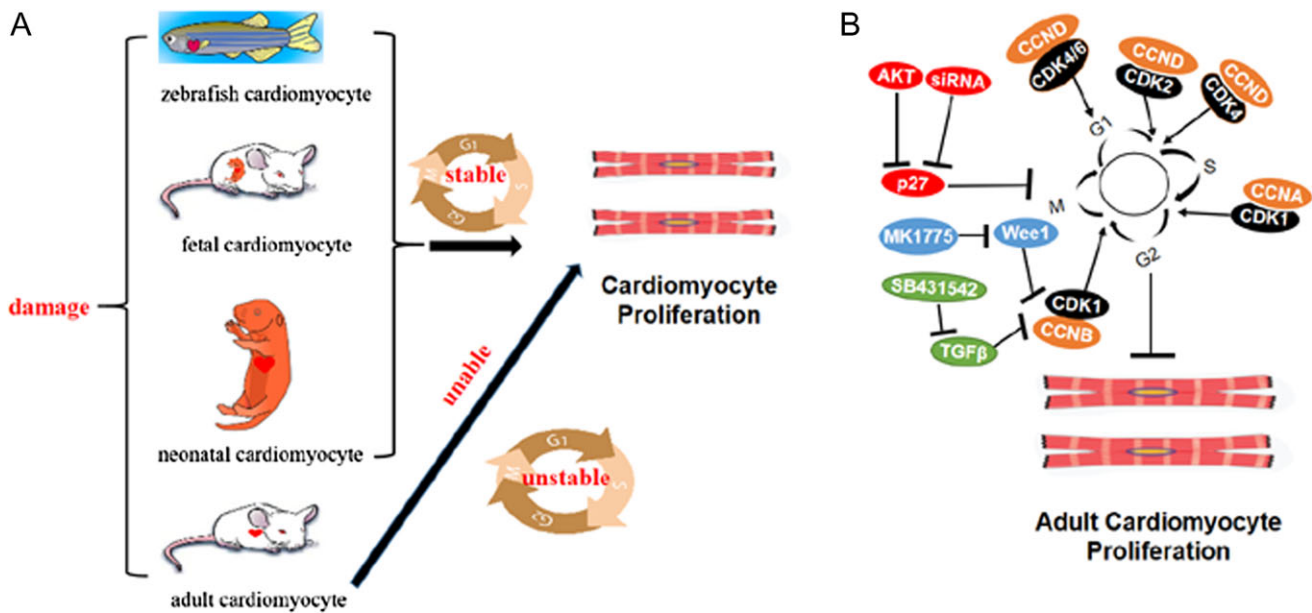 A
damage
zebrafish cardiomyocyte
fetal cardiomyocyte
neonatal cardiomyocyte
adult cardiomyocyte
G1
S
G2
M
stable
unable
G1
S
G2
M
unstable
Cardiomyocyte
Proliferation
B
AKT
siRNA
p27
MK1775
Wee1
SB431542
TGFβ
CCND
CDK4/6
CCND
CDK2
CCND
CDK4
CCNA
CDK1
CDK1
CCNB
G1
S
G2
M
Adult Cardiomyocyte
Proliferation